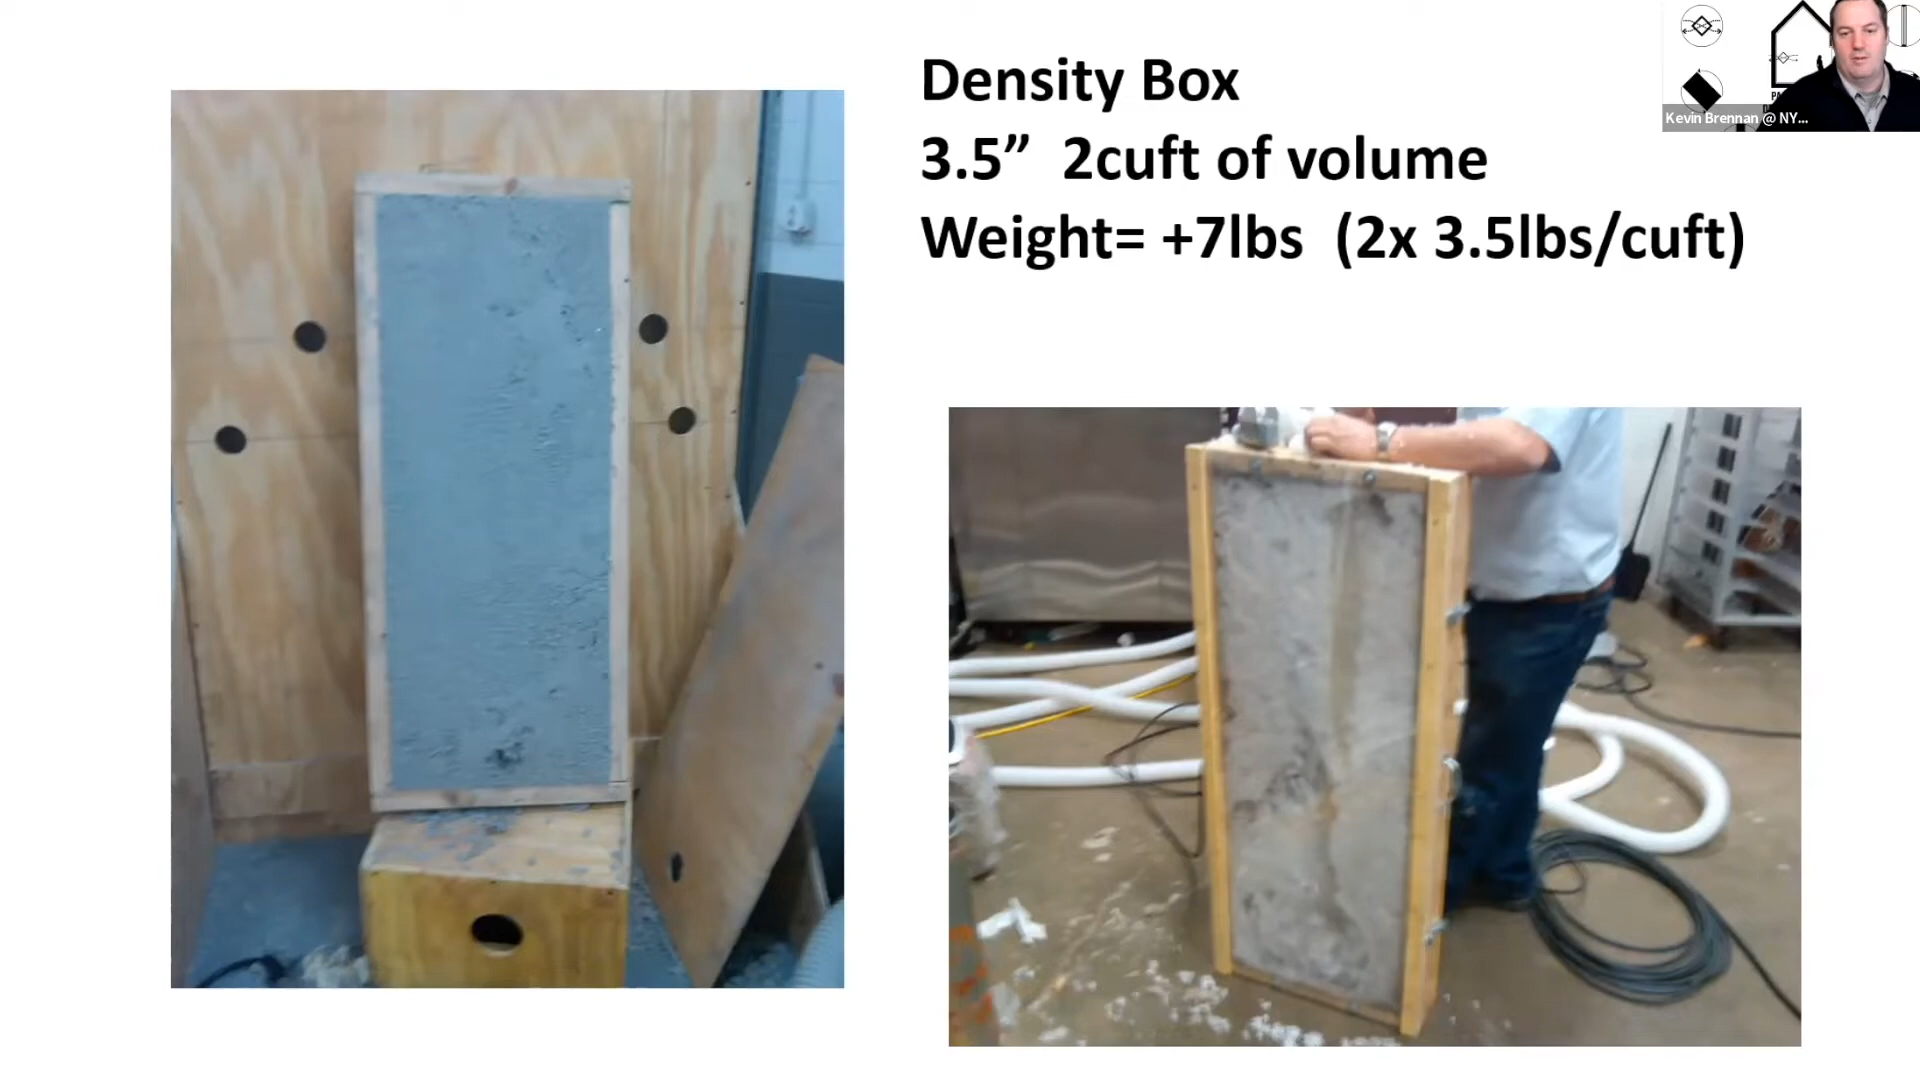 Density Box
3.5” 2cuft of volume
Weight= +7lbs (2x 3.5lbs/cuft)
Kevin Brennan @ NY...